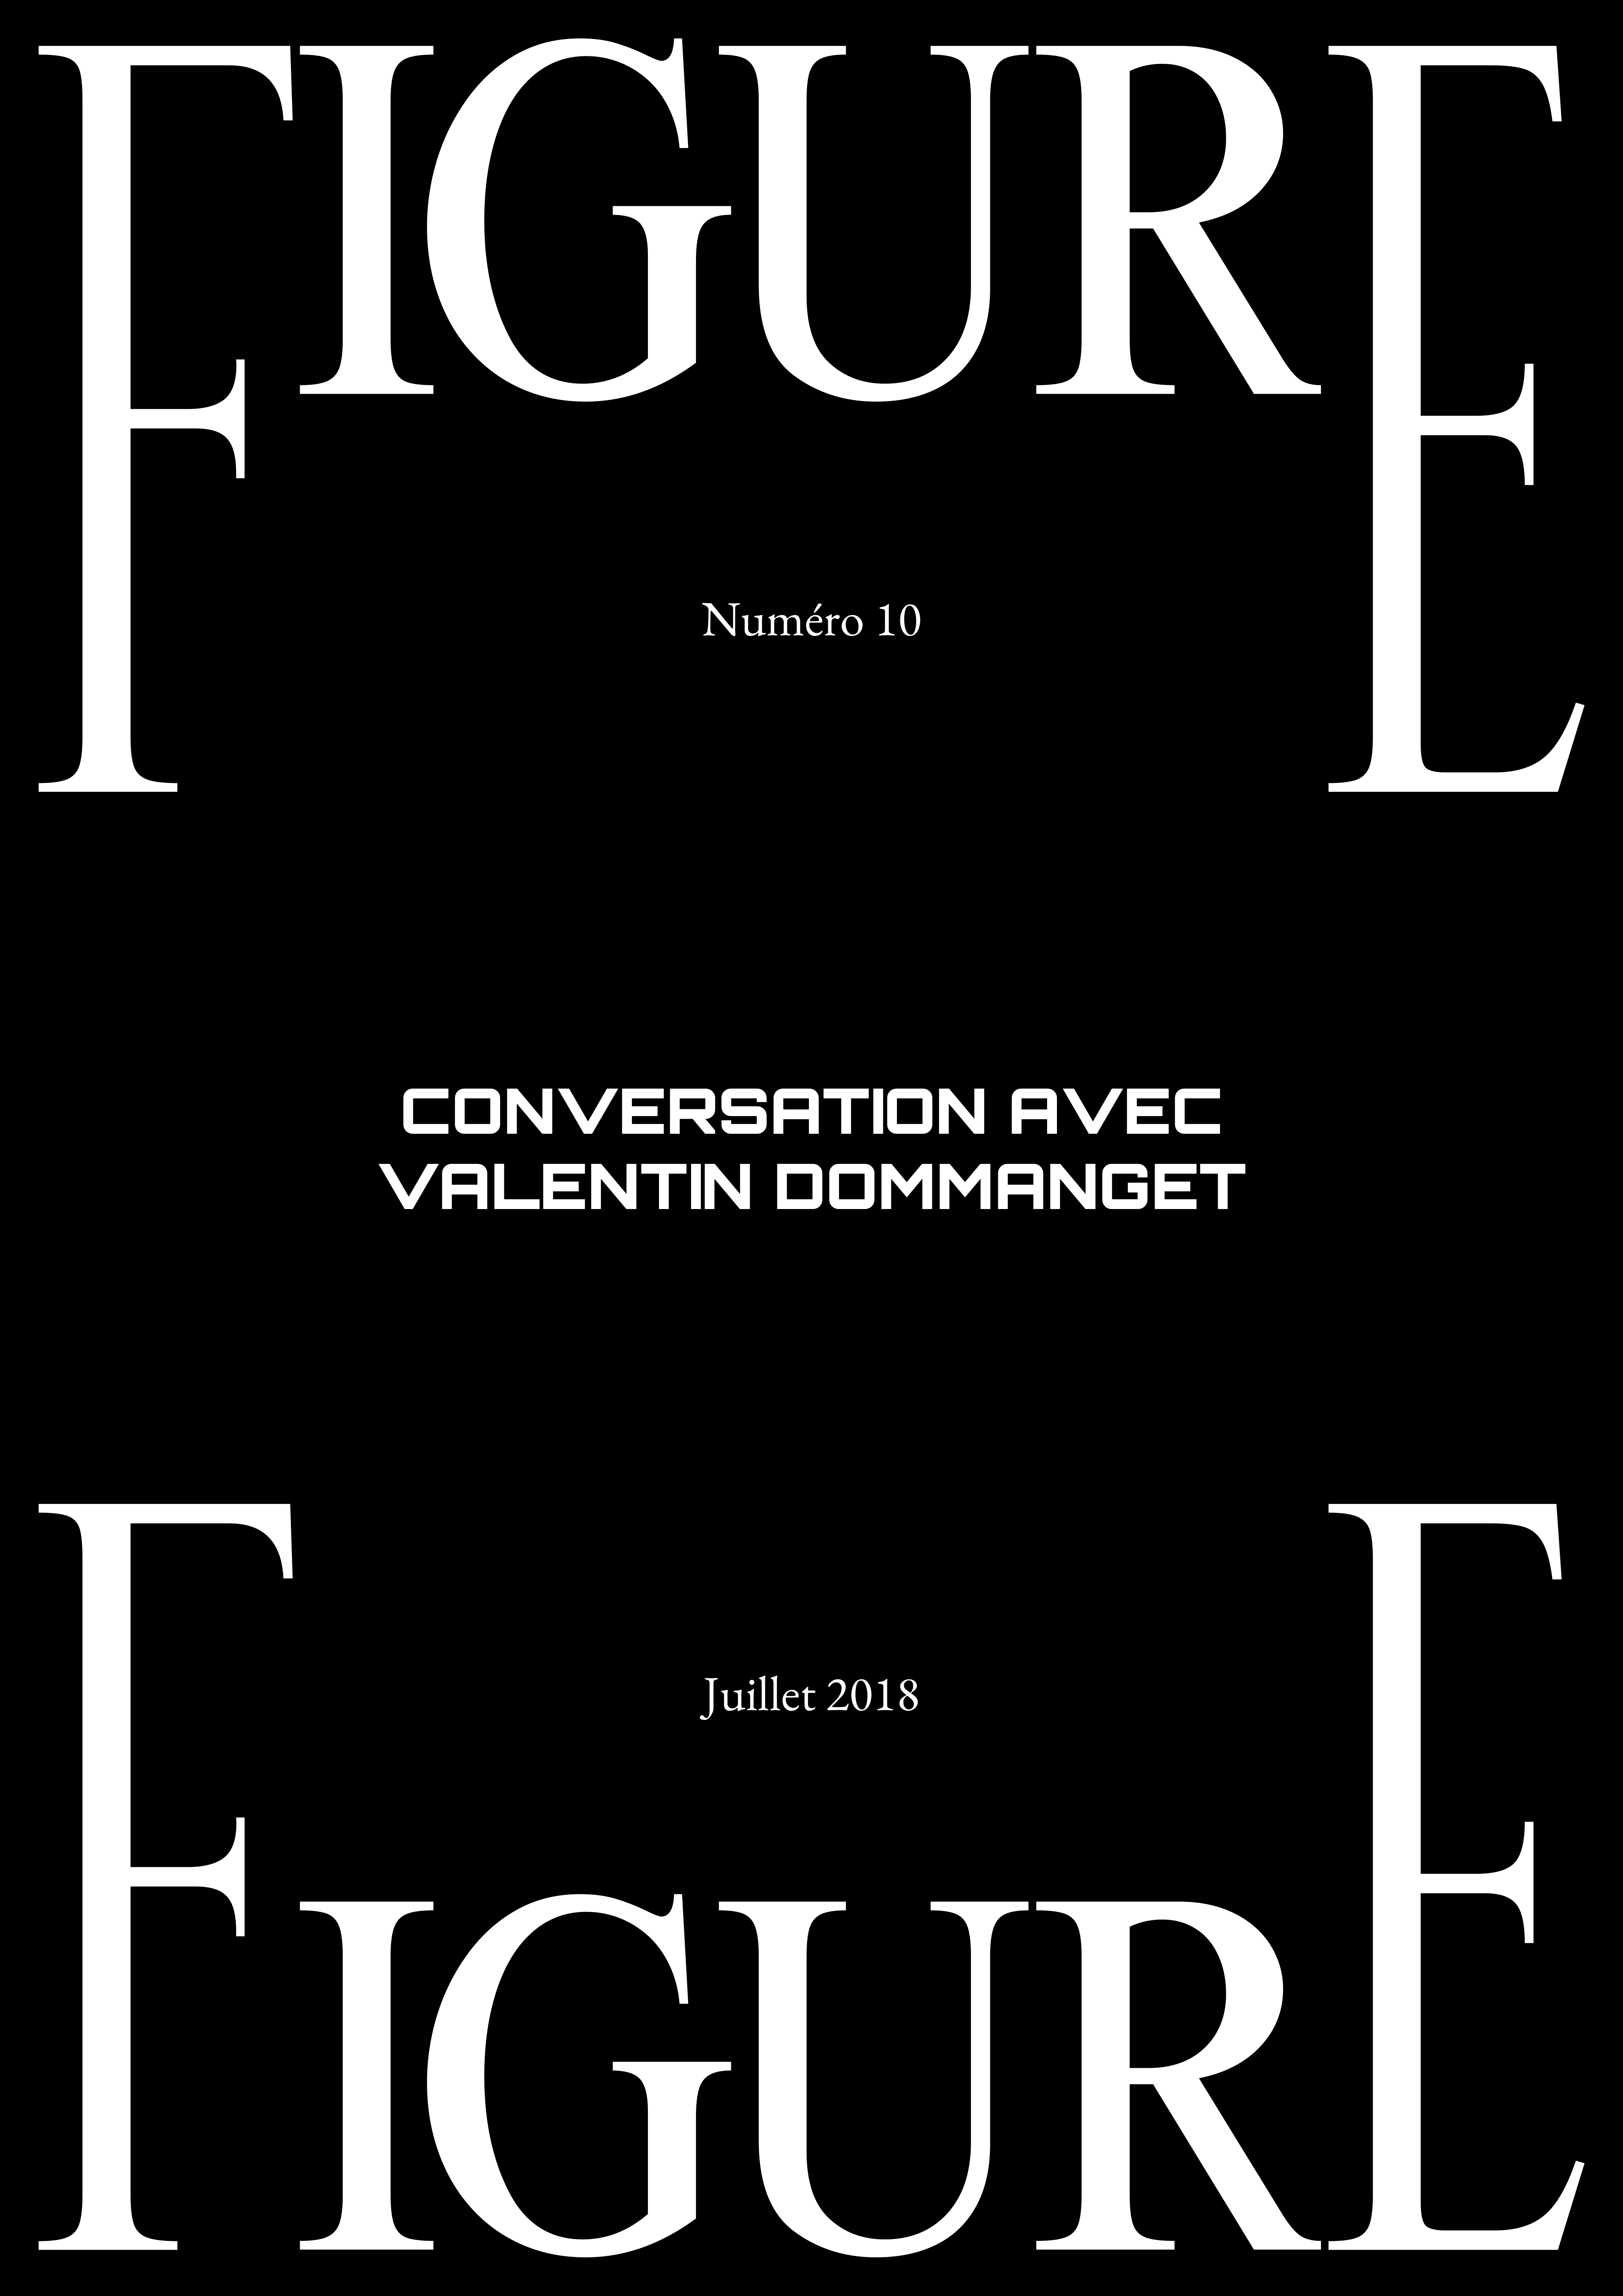 FIGURE
Numéro 10
CONVERSATION AVEC
VALENTIN DOMMANGET
Juillet 2018
FIGURE